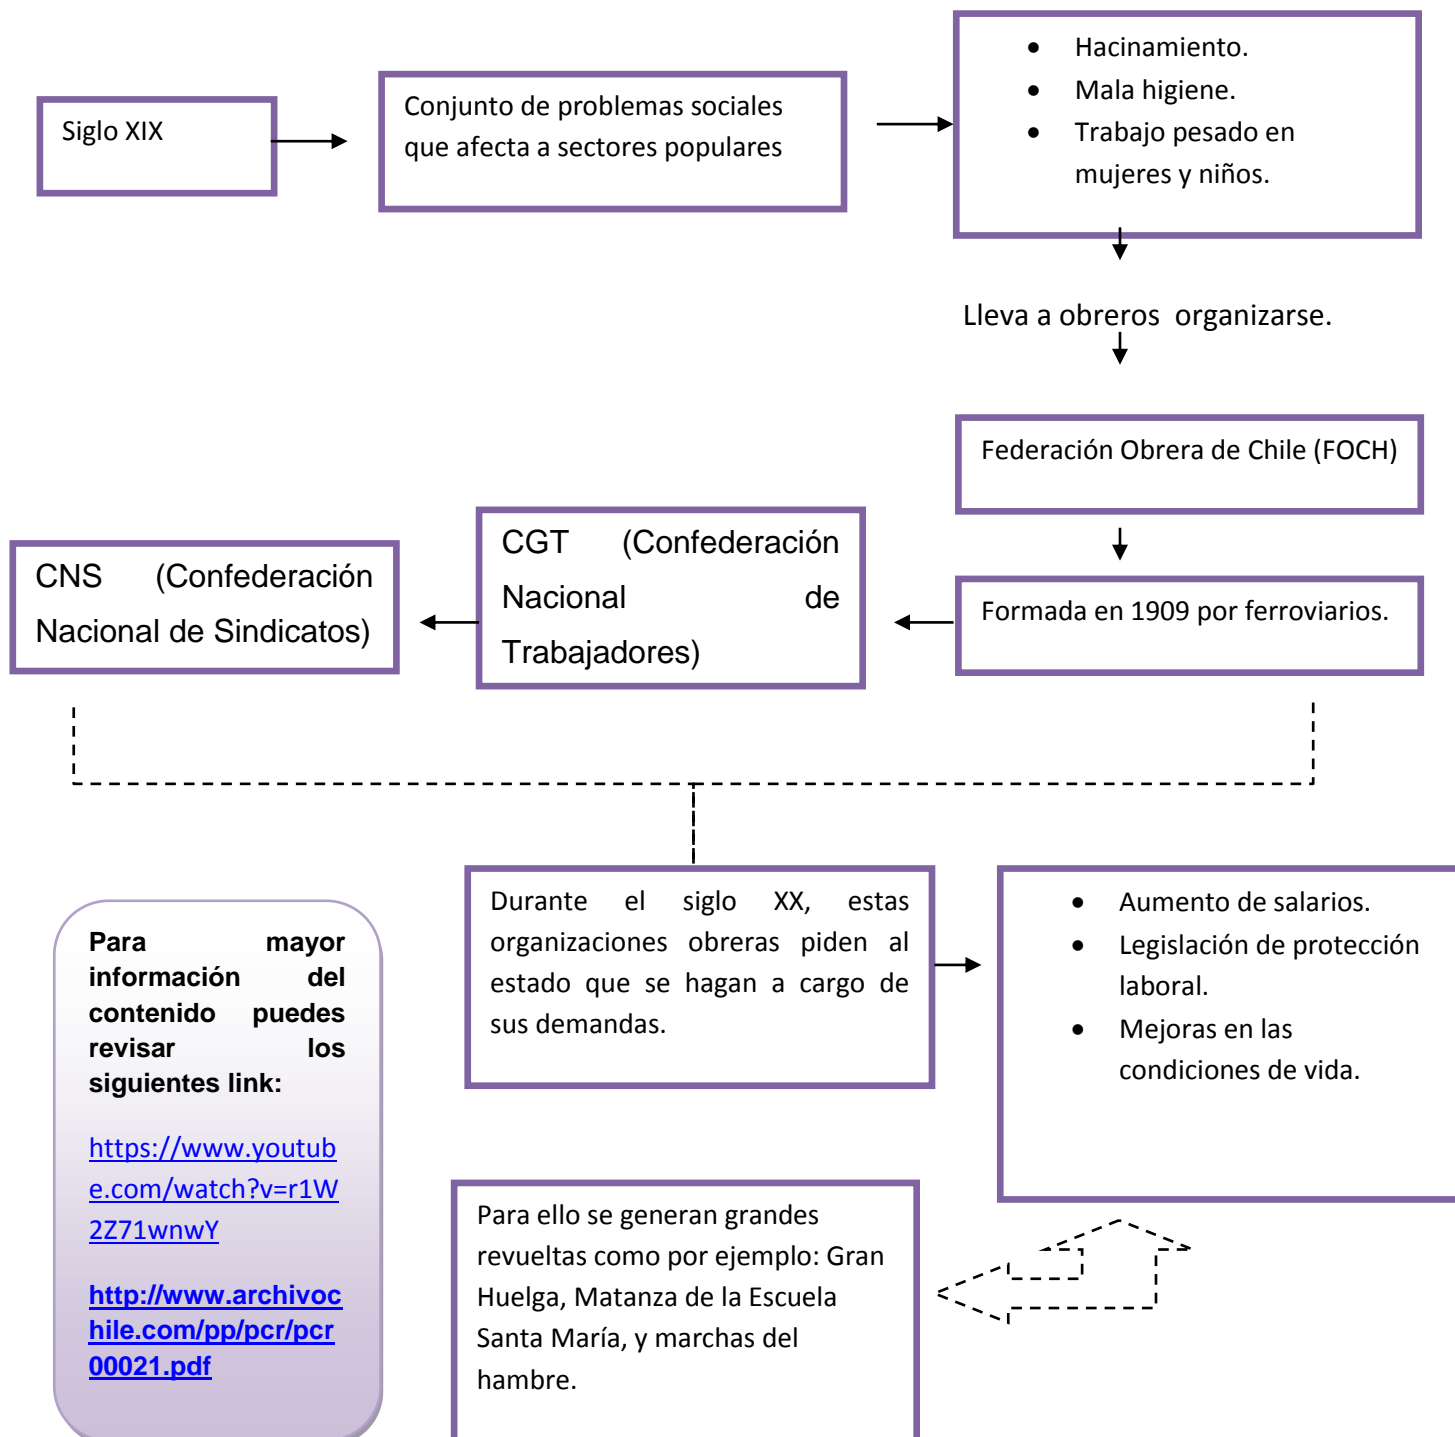 Siglo XIX
Conjunto de problemas sociales
que afecta a sectores populares
• Hacinamiento.
• Mala higiene.
• Trabajo pesado en
mujeres y niños.
Lleva a obreros  organizarse.
Federación Obrera de Chile (FOCH)
Formada en 1909 por ferroviarios.
CGT (Confederación
Nacional de
Trabajadores)
CNS (Confederación
Nacional de Sindicatos)
Durante el siglo XX, estas
organizaciones obreras piden al
estado que se hagan a cargo de
sus demandas.
• Aumento de salarios.
• Legislación de protección
laboral.
• Mejoras en las
condiciones de vida.
Para ello se generan grandes
revueltas como por ejemplo: Gran
Huelga, Matanza de la Escuela
Santa María, y marchas del
hambre.
Para mayor
información del
contenido puedes
revisar los
siguientes link:
https://www.youtub
e.com/watch?v=r1W
2Z71wnwY
http://www.archivoc
hile.com/pp/pcr/pcr
00021.pdf